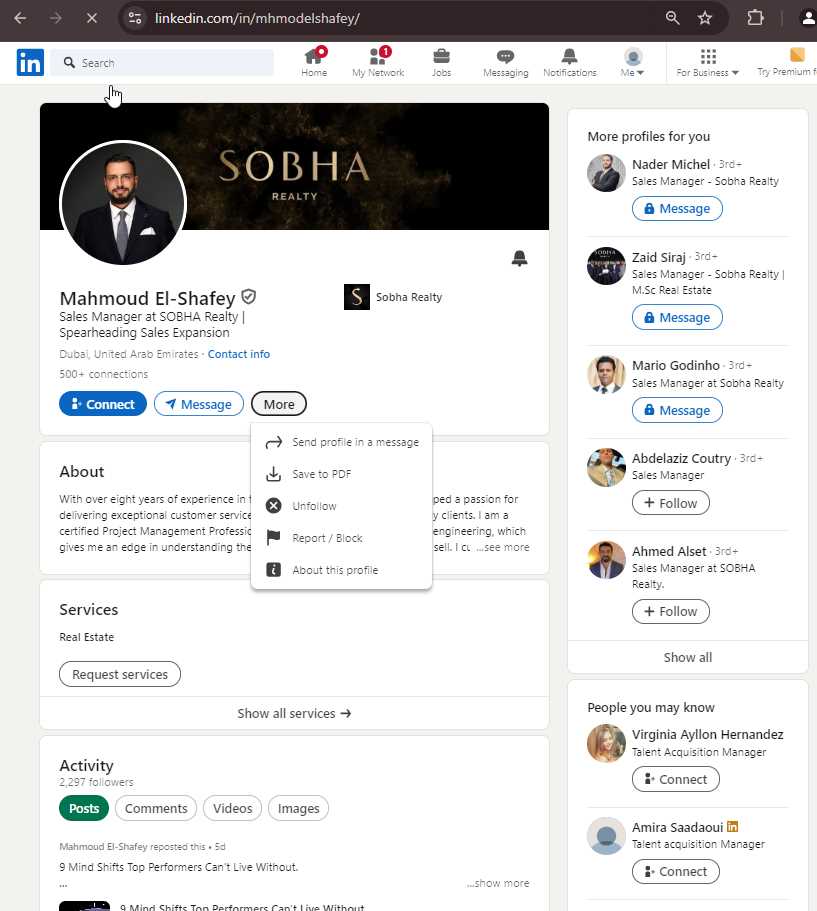 linkedin.com/in/mhmodelshafey/
in
Search
Home
1
My Network
Jobs
Messaging
Notifications
Me
For Business
Try Premium f
SOBHA
REALTY
Mahmoud El-Shafey
Sales Manager at SOBHA Realty |
Spearheading Sales Expansion
Dubai, United Arab Emirates · Contact info
500+ connections
S Sobha Realty
Connect
Message
More
Send profile in a message
Save to PDF
Unfollow
Report / Block
About this profile
About
With over eight years of experience in ped a passion for
delivering exceptional customer service y clients. I am a
certified Project Management Professio engineering, which
gives me an edge in understanding the sell. I ...see more
Services
Real Estate
Request services
Show all services →
Activity
2,297 followers
Posts
Comments
Videos
Images
Mahmoud El-Shafey reposted this • 5d
9 Mind Shifts Top Performers Can't Live Without.
...
...show more
9 Mind Shifts Top Performers Can't Live Without
More profiles for you
Nader Michel · 3rd+
Sales Manager - Sobha Realty
Message
SOBHA
Zaid Siraj · 3rd+
Sales Manager - Sobha Realty |
M.Sc Real Estate
Message
Mario Godinho · 3rd+
Sales Manager at Sobha Realty
Message
Abdelaziz Coutry · 3rd+
Sales Manager
+ Follow
Ahmed Alset · 3rd+
Sales Manager at SOBHA
Realty.
+ Follow
Show all
People you may know
Virginia Ayllon Hernandez
Talent Acquisition Manager
Connect
Amira Saadaoui in
Talent acquisition Manager
Connect